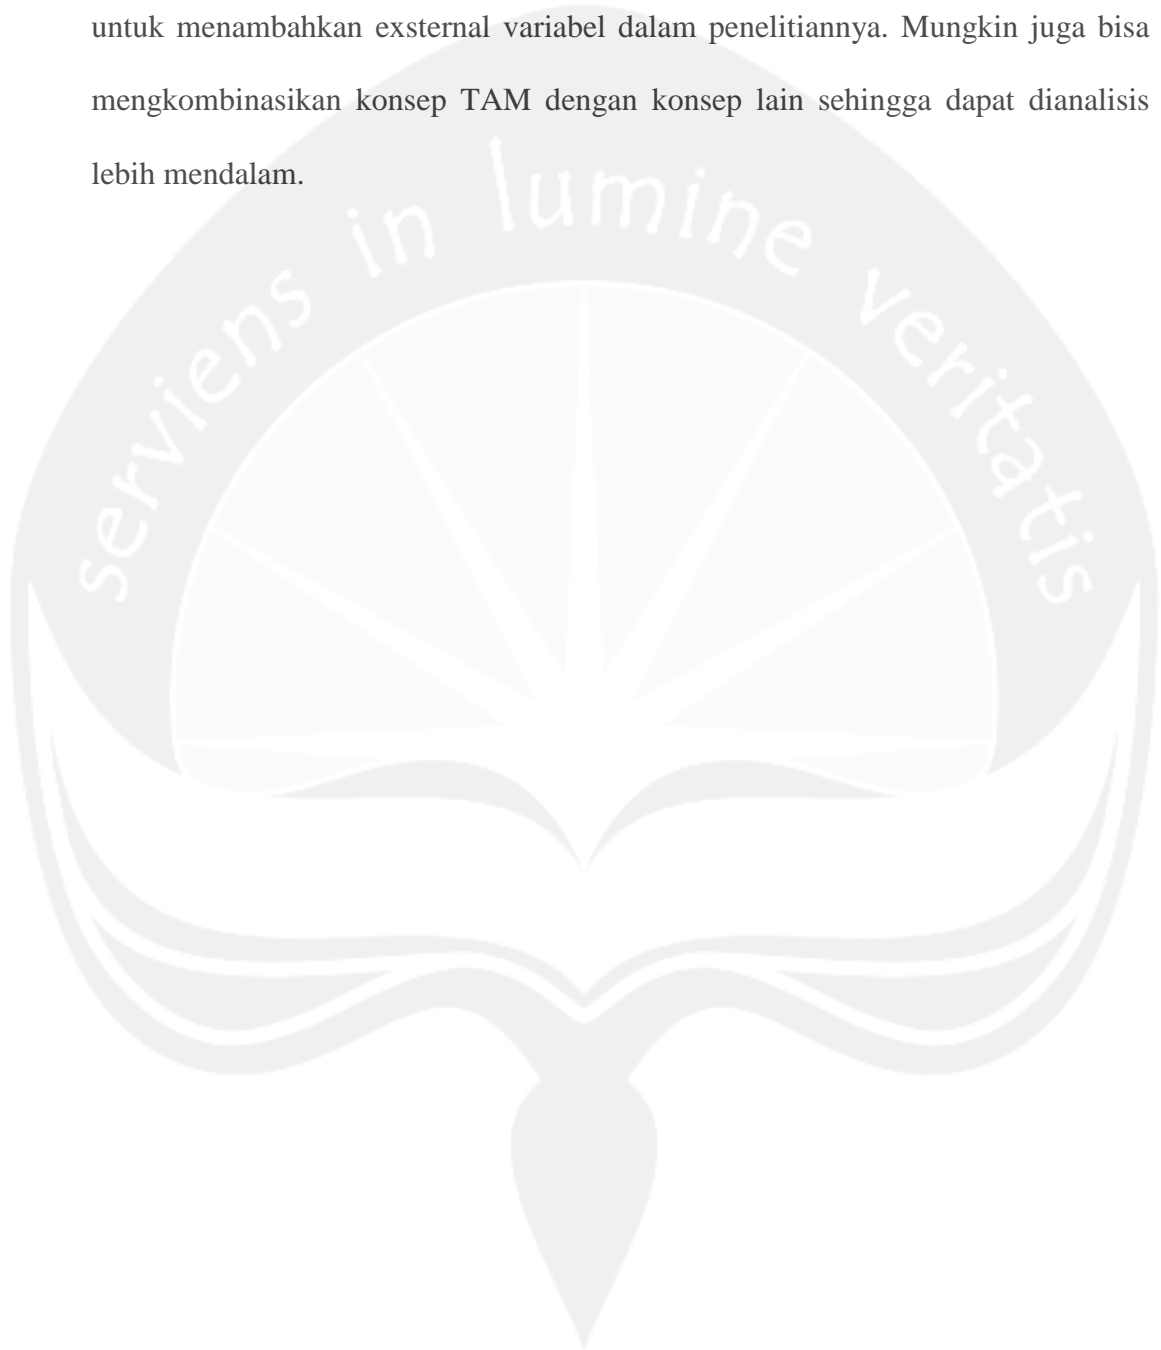 untuk menambahkan exsternal variabel dalam penelitiannya. Mungkin juga bisa
mengkombinasikan konsep TAM dengan konsep lain sehingga dapat dianalisis
lebih mendalam.
serviens in lumine veritatis